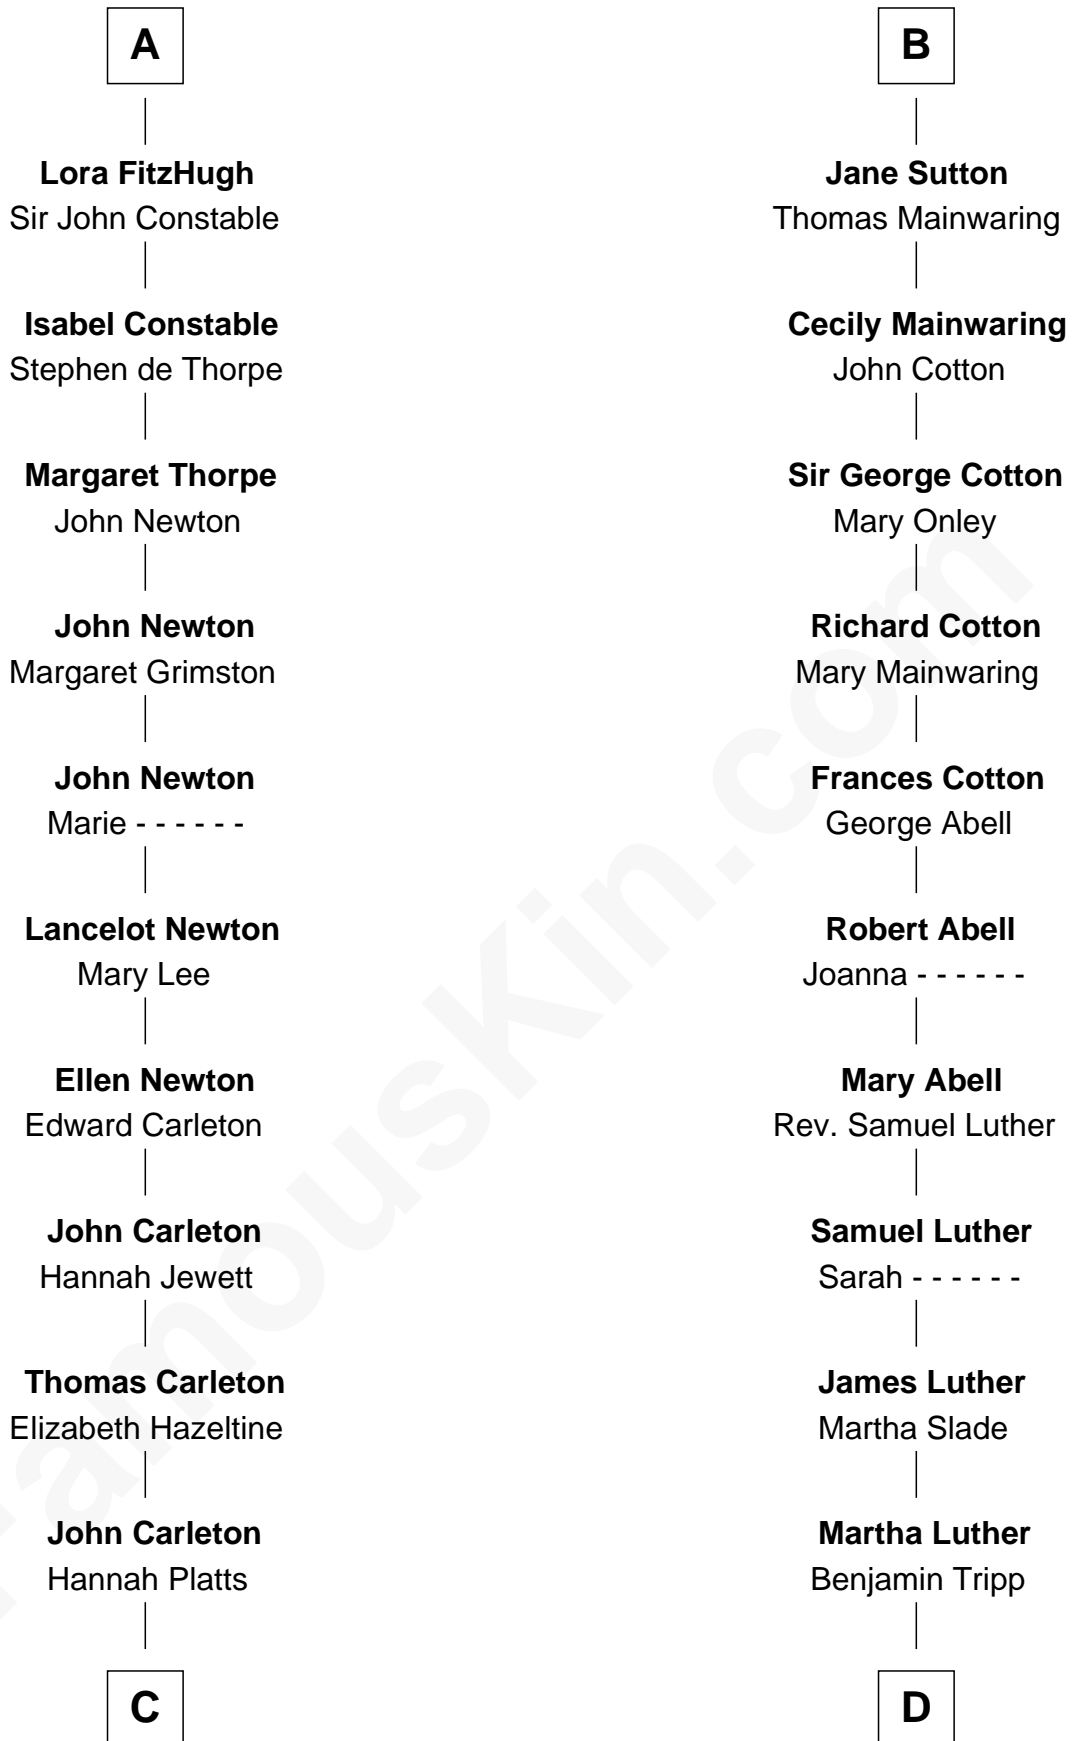 A
Lora FitzHugh
Sir John Constable
Isabel Constable
Stephen de Thorpe
Margaret Thorpe
John Newton
John Newton
Margaret Grimston
John Newton
Marie - - - - - -
Lancelot Newton
Mary Lee
Ellen Newton
Edward Carleton
John Carleton
Hannah Jewett
Thomas Carleton
Elizabeth Hazeltine
John Carleton
Hannah Platts
C
B
Jane Sutton
Thomas Mainwaring
Cecily Mainwaring
John Cotton
Sir George Cotton
Mary Onley
Richard Cotton
Mary Mainwaring
Frances Cotton
George Abell
Robert Abell
Joanna - - - - - -
Mary Abell
Rev. Samuel Luther
Samuel Luther
Sarah - - - - - -
James Luther
Martha Slade
Martha Luther
Benjamin Tripp
D
FamousKin.com